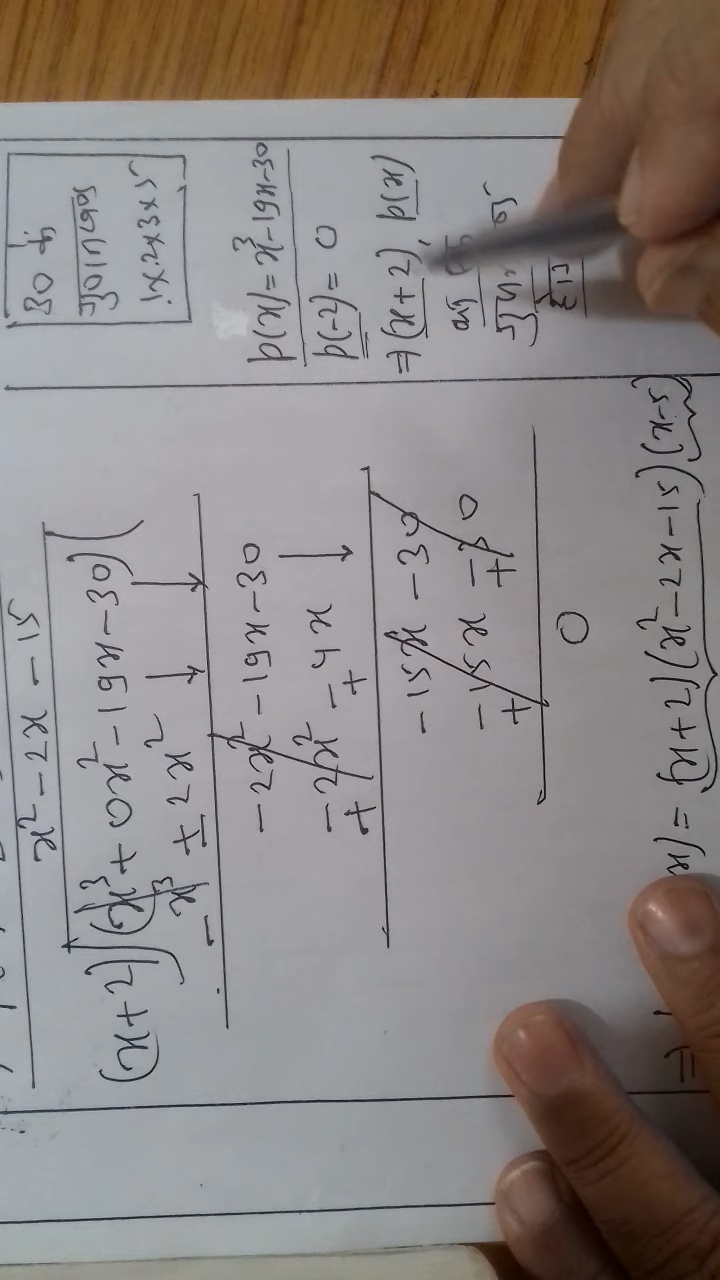 x² - 2x - 15
(x+2) ) (x³ + 0x² - 19x - 30) (
- x³ ± 2x²
- 2x² - 19x - 30
- 2x² - 4x
+ +
- 15x - 30
- 15x - 30
+ +
0
= (x+2) (x² - 2x - 15) (x-5)
=
30 के
गुणनखंड
1×2×3×5
p(x) = x³ - 19x - 30
p(-2) = 0
⇒ (x+2), p(x)